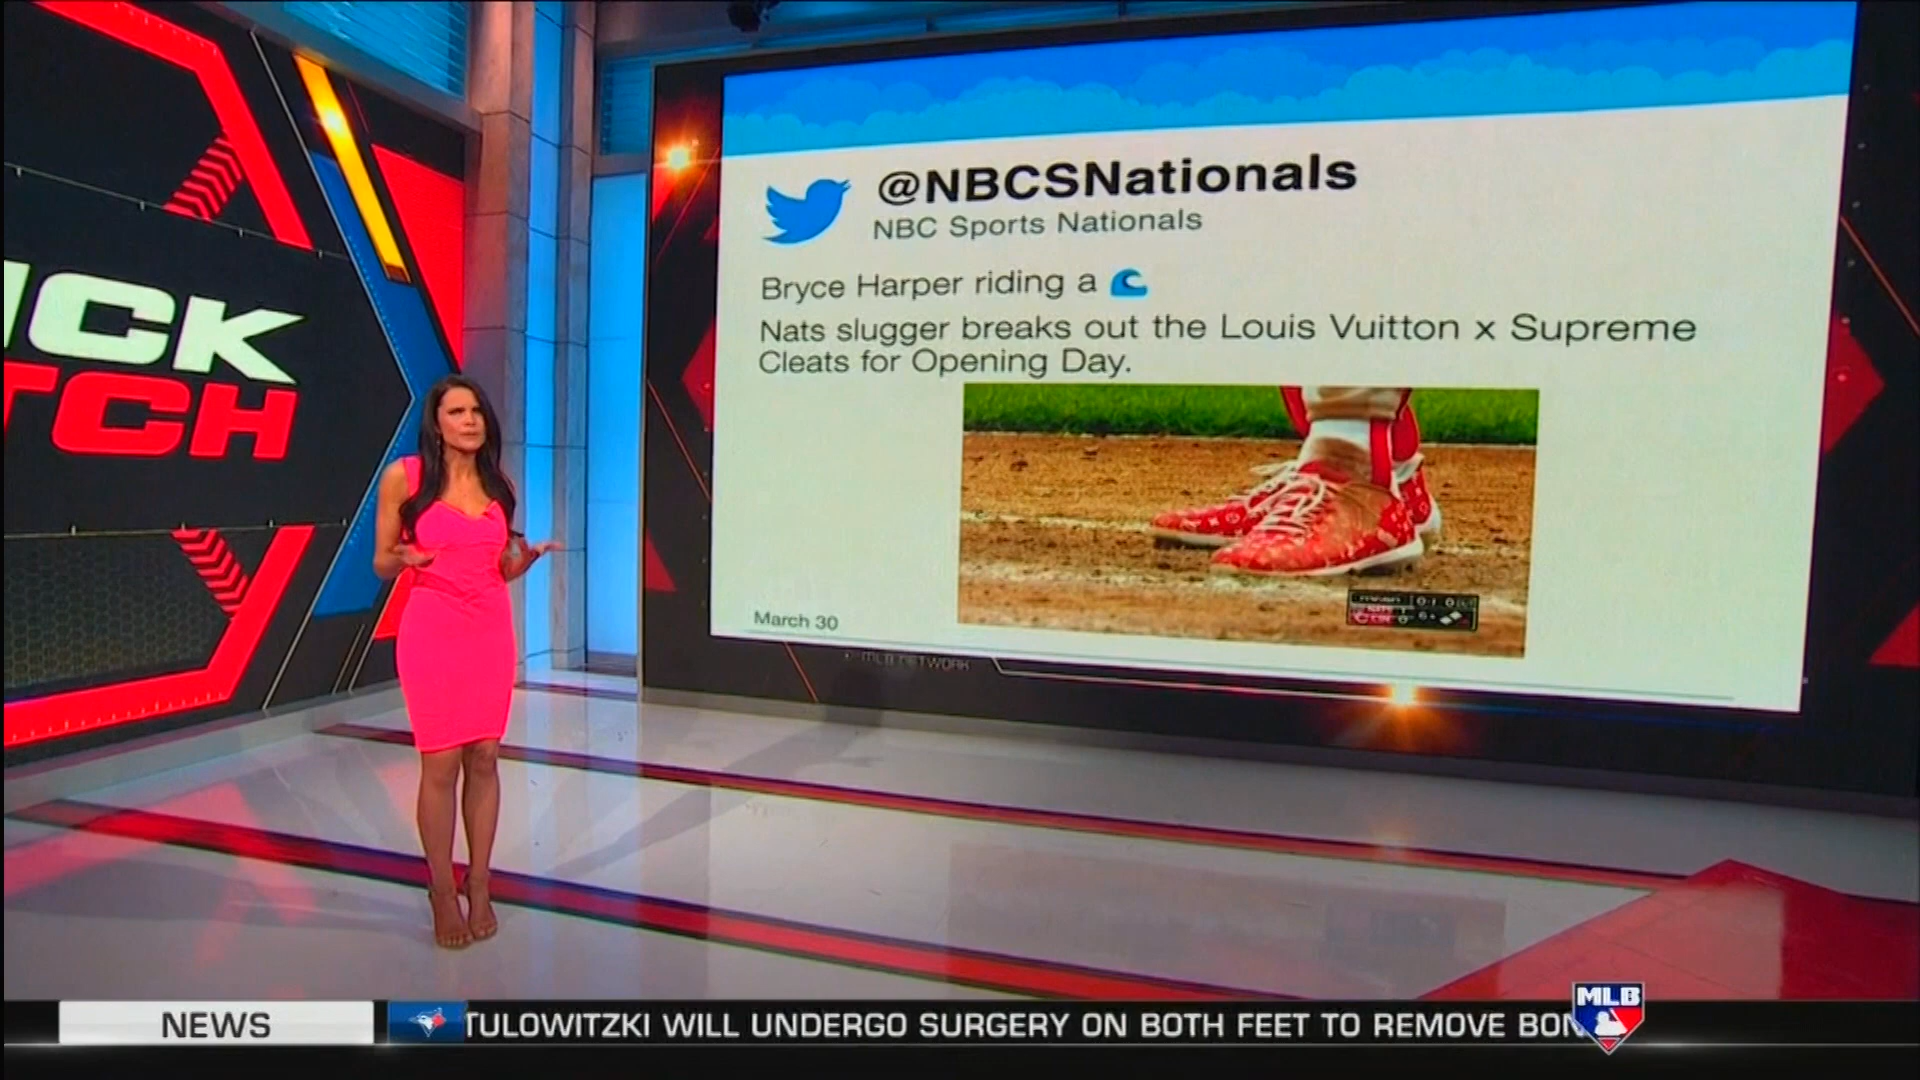 ICK
TCH
@NBCSNationals
NBC Sports Nationals
Bryce Harper riding a 🌊
Nats slugger breaks out the Louis Vuitton x Supreme
Cleats for Opening Day.
March 30
MLB NETWORK
NEWS
TULOWITZKI WILL UNDERGO SURGERY ON BOTH FEET TO REMOVE BON
MLB